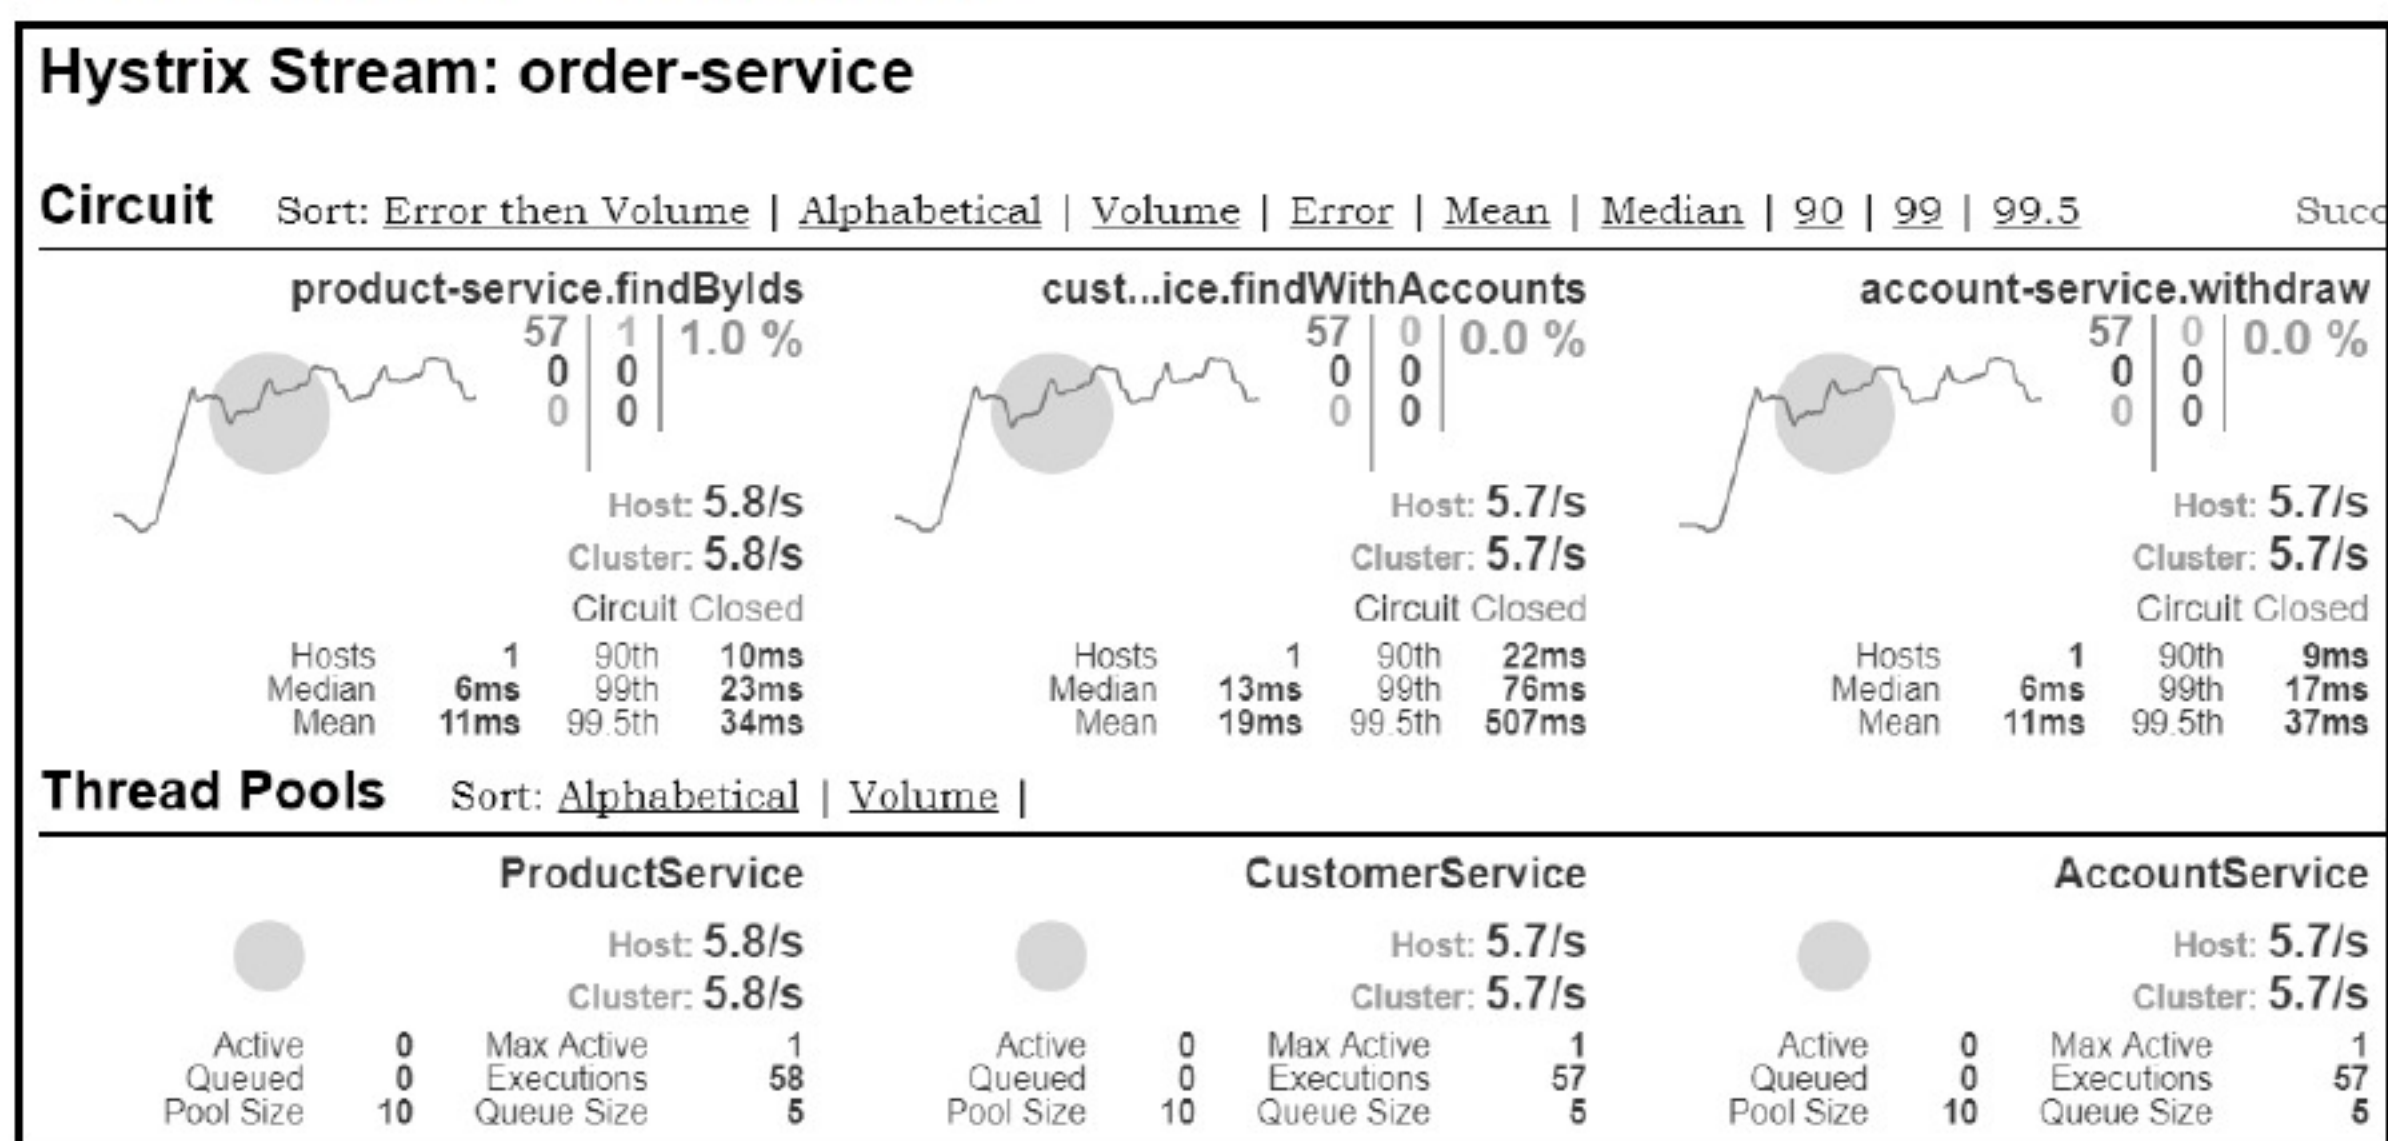 Hystrix Stream: order-service
Circuit Sort: Error then Volume | Alphabetical | Volume | Error | Mean | Median | 90 | 99 | 99.5 Succ
product-service.findByIds cust...ice.findWithAccounts account-service.withdraw
57 | 1 | 1.0 % 57 | 0 | 0.0 % 57 | 0 | 0.0 %
0 | 0 | 0 | 0 | 0 | 0 |
0 | 0 | 0 | 0 | 0 | 0 |
Host: 5.8/s Host: 5.7/s Host: 5.7/s
Cluster: 5.8/s Cluster: 5.7/s Cluster: 5.7/s
Circuit Closed Circuit Closed Circuit Closed
Hosts 1 90th 10ms Hosts 1 90th 22ms Hosts 1 90th 9ms
Median 6ms 99th 23ms Median 13ms 99th 76ms Median 6ms 99th 17ms
Mean 11ms 99.5th 34ms Mean 19ms 99.5th 507ms Mean 11ms 99.5th 37ms
Thread Pools Sort: Alphabetical | Volume |
ProductService CustomerService AccountService
Host: 5.8/s Host: 5.7/s Host: 5.7/s
Cluster: 5.8/s Cluster: 5.7/s Cluster: 5.7/s
Active 0 Max Active 1 Active 0 Max Active 1 Active 0 Max Active 1
Queued 0 Executions 58 Queued 0 Executions 57 Queued 0 Executions 57
Pool Size 10 Queue Size 5 Pool Size 10 Queue Size 5 Pool Size 10 Queue Size 5